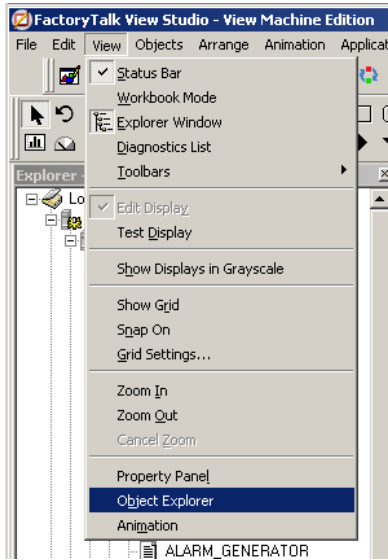 FactoryTalk View Studio - View Machine Edition
File Edit View Objects Arrange Animation
Status Bar
Workbook Mode
Explorer Window
Diagnostics List
Explorer
Toolbars
Lo
Edit Display
Test Display
Show Displays in Grayscale
Show Grid
Snap On
Grid Settings...
Zoom In
Zoom Out
Cancel Zoom
Property Panel
Object Explorer
Animation
ALARM_GENERATOR